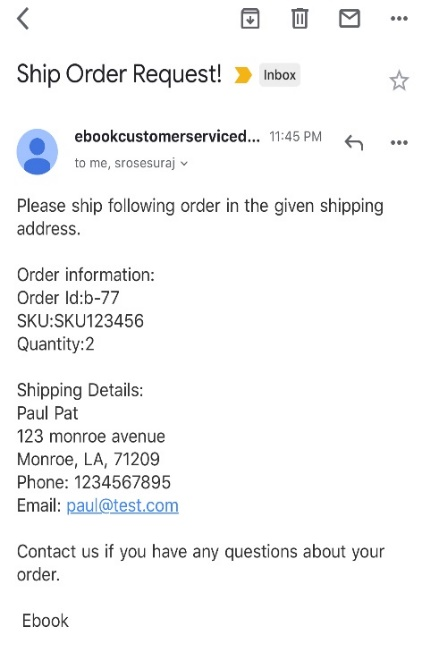 Ship Order Request! Inbox
ebookcustomerserviced... 11:45 PM
to me, srosesuraj
Please ship following order in the given shipping
address.
Order information:
Order Id:b-77
SKU:SKU123456
Quantity:2
Shipping Details:
Paul Pat
123 monroe avenue
Monroe, LA, 71209
Phone: 1234567895
Email: paul@test.com
Contact us if you have any questions about your
order.
Ebook